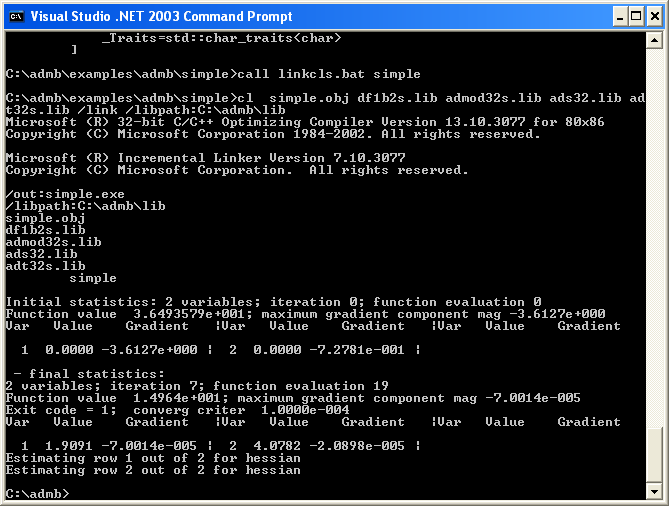 Visual Studio .NET 2003 Command Prompt
_Traits=std::char_traits<char>
]
C:\admb\examples\admb\simple>call linkcls.bat simple
C:\admb\examples\admb\simple>cl  simple.obj df1b2s.lib admod32s.lib ads32.lib ad
t32s.lib /link /libpath:C:\admb\lib
Microsoft (R) 32-bit C/C++ Optimizing Compiler Version 13.10.3077 for 80x86
Copyright (C) Microsoft Corporation 1984-2002. All rights reserved.
Microsoft (R) Incremental Linker Version 7.10.3077
Copyright (C) Microsoft Corporation.  All rights reserved.
/out:simple.exe
/libpath:C:\admb\lib
simple.obj
df1b2s.lib
admod32s.lib
ads32.lib
adt32s.lib
simple
Initial statistics: 2 variables; iteration 0; function evaluation 0
Function value  3.6493579e+001; maximum gradient component mag -3.6127e+000
Var   Value    Gradient   |Var   Value    Gradient   |Var   Value    Gradient
1  0.0000 -3.6127e+000 |  2  0.0000 -7.2781e-001 |
- final statistics:
2 variables; iteration 7; function evaluation 19
Function value  1.4964e+001; maximum gradient component mag -7.0014e-005
Exit code = 1;  converg criter  1.0000e-004
Var   Value    Gradient   |Var   Value    Gradient   |Var   Value    Gradient
1  1.9091 -7.0014e-005 |  2  4.0782 -2.0898e-005 |
Estimating row 1 out of 2 for hessian
Estimating row 2 out of 2 for hessian
C:\admb>